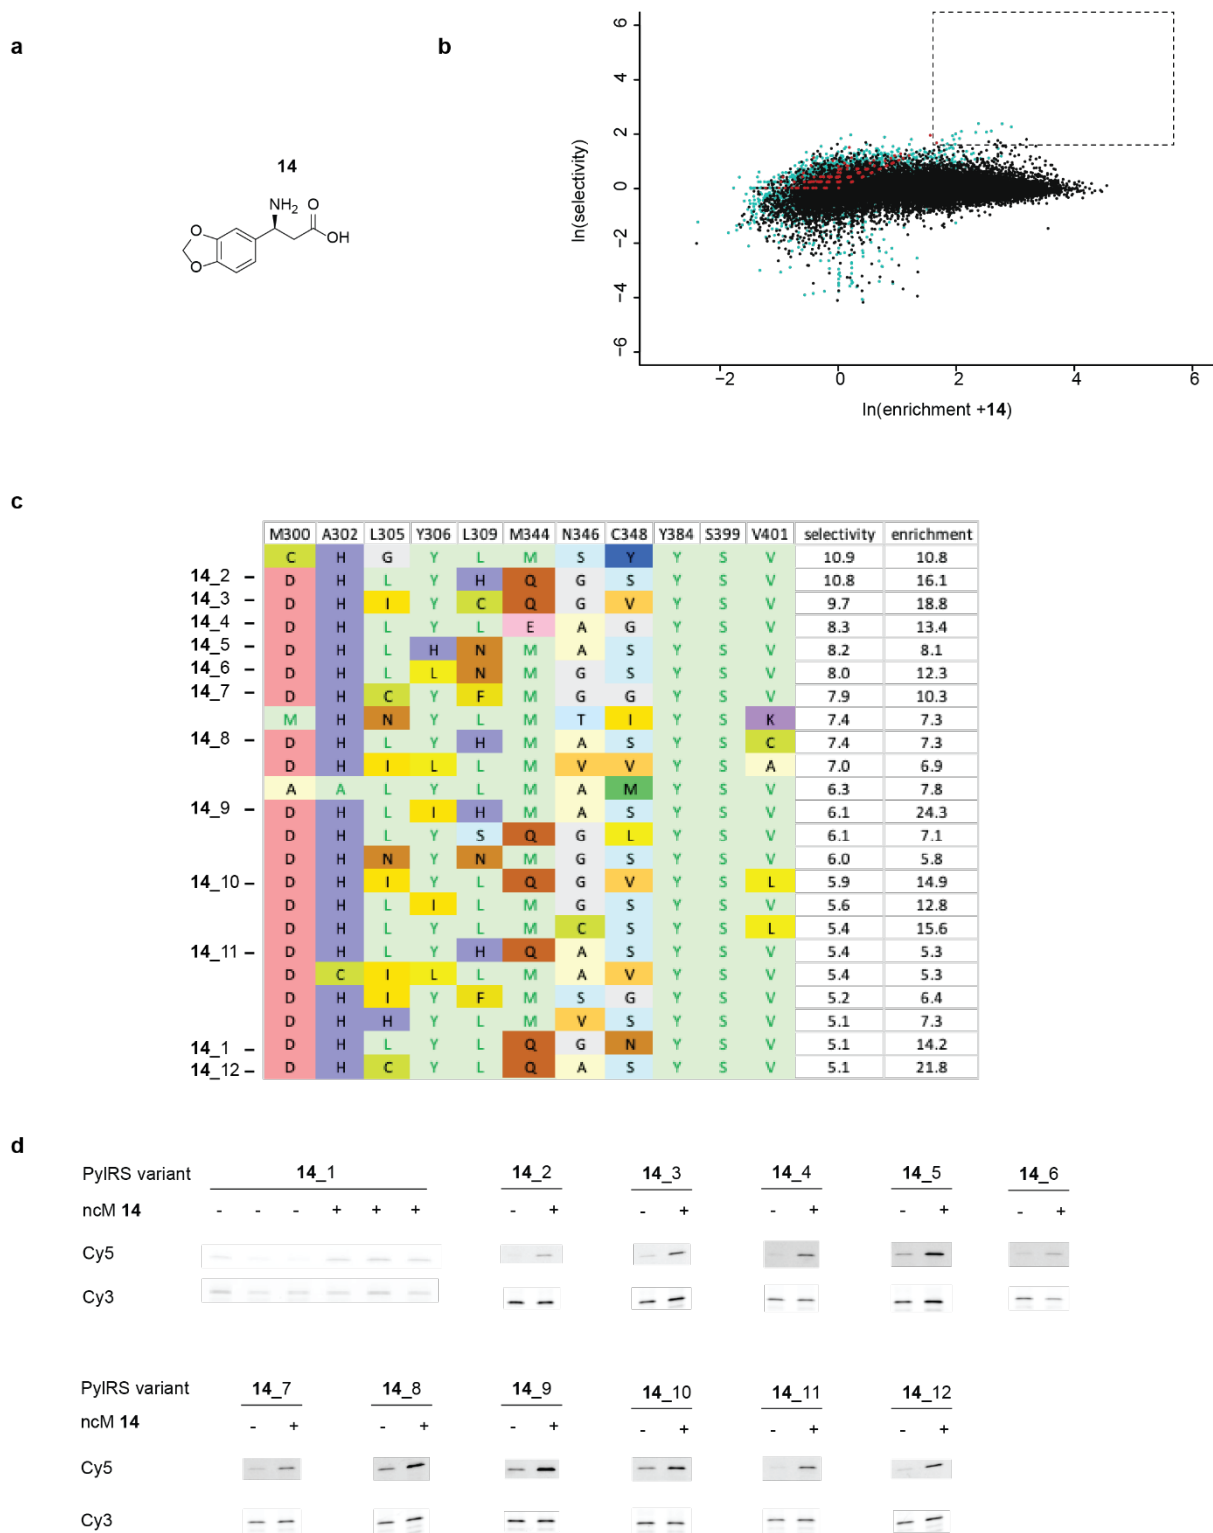 a
b
14
NH₂
O
OH
O
O
ln(selectivity)
6
4
2
0
−2
−4
−6
−2 0 2 4 6
ln(enrichment +14)
c
M300 A302 L305 Y306 L309 M344 N346 C348 Y384 S399 V401 selectivity enrichment
C H G Y L M S Y Y S V 10.9 10.8
14_2 – D H L Y H Q G S Y S V 10.8 16.1
14_3 – D H I Y C Q G V Y S V 9.7 18.8
14_4 – D H L Y L E A G Y S V 8.3 13.4
14_5 – D H L H N M A S Y S V 8.2 8.1
14_6 – D H L L N M G S Y S V 8.0 12.3
14_7 – D H C Y F M G G Y S V 7.9 10.3
M H N Y L M T I Y S K 7.4 7.3
14_8 – D H L Y H M A S Y S C 7.4 7.3
D H I L L M V V Y S A 7.0 6.9
A A L Y L M A M Y S V 6.3 7.8
14_9 – D H L I H M A S Y S V 6.1 24.3
D H L Y S Q G L Y S V 6.1 7.1
D H N Y N M G S Y S V 6.0 5.8
14_10 – D H I Y L Q G V Y S L 5.9 14.9
D H L I L M G S Y S V 5.6 12.8
D H L Y L M C S Y S L 5.4 15.6
14_11 – D H L Y H Q A S Y S V 5.4 5.3
D C I L L M A V Y S V 5.4 5.3
D H I Y F M S G Y S V 5.2 6.4
D H H Y L M V S Y S V 5.1 7.3
14_1 – D H L Y L Q G N Y S V 5.1 14.2
14_12 – D H C Y L Q A S Y S V 5.1 21.8
d
PylRS variant 14_1 14_2 14_3 14_4 14_5 14_6
ncM 14 - - - + + + - + - + - + - + - +
Cy5
Cy3
PylRS variant 14_7 14_8 14_9 14_10 14_11 14_12
ncM 14 - + - + - + - + - + - +
Cy5
Cy3